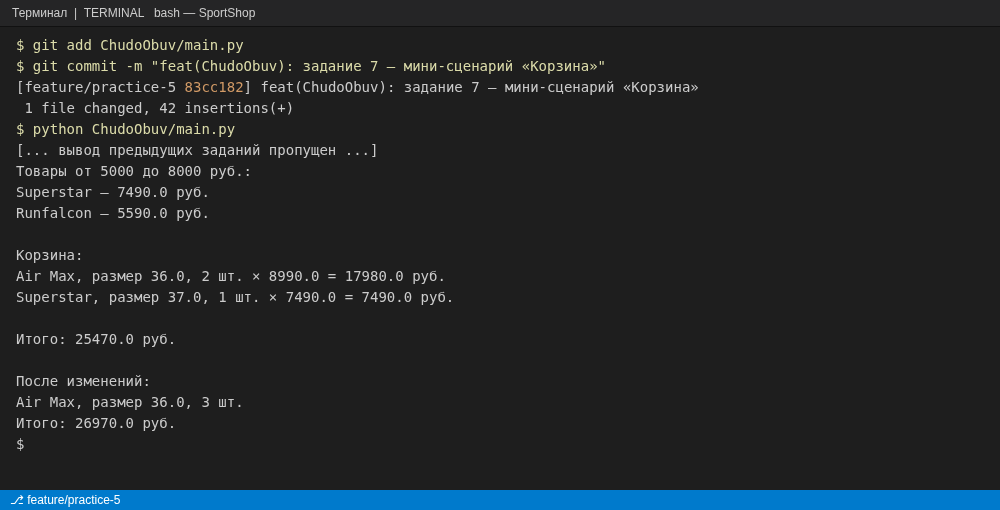 Терминал | TERMINAL bash — SportShop
$ git add ChudoObuv/main.py
$ git commit -m "feat(ChudoObuv): задание 7 — мини-сценарий «Корзина»"
[feature/practice-5 83cc182] feat(ChudoObuv): задание 7 — мини-сценарий «Корзина»
 1 file changed, 42 insertions(+)
$ python ChudoObuv/main.py
[... вывод предыдущих заданий пропущен ...]
Товары от 5000 до 8000 руб.:
Superstar — 7490.0 руб.
Runfalcon — 5590.0 руб.
Корзина:
Air Max, размер 36.0, 2 шт. × 8990.0 = 17980.0 руб.
Superstar, размер 37.0, 1 шт. × 7490.0 = 7490.0 руб.
Итого: 25470.0 руб.
После изменений:
Air Max, размер 36.0, 3 шт.
Итого: 26970.0 руб.
$
⎇ feature/practice-5